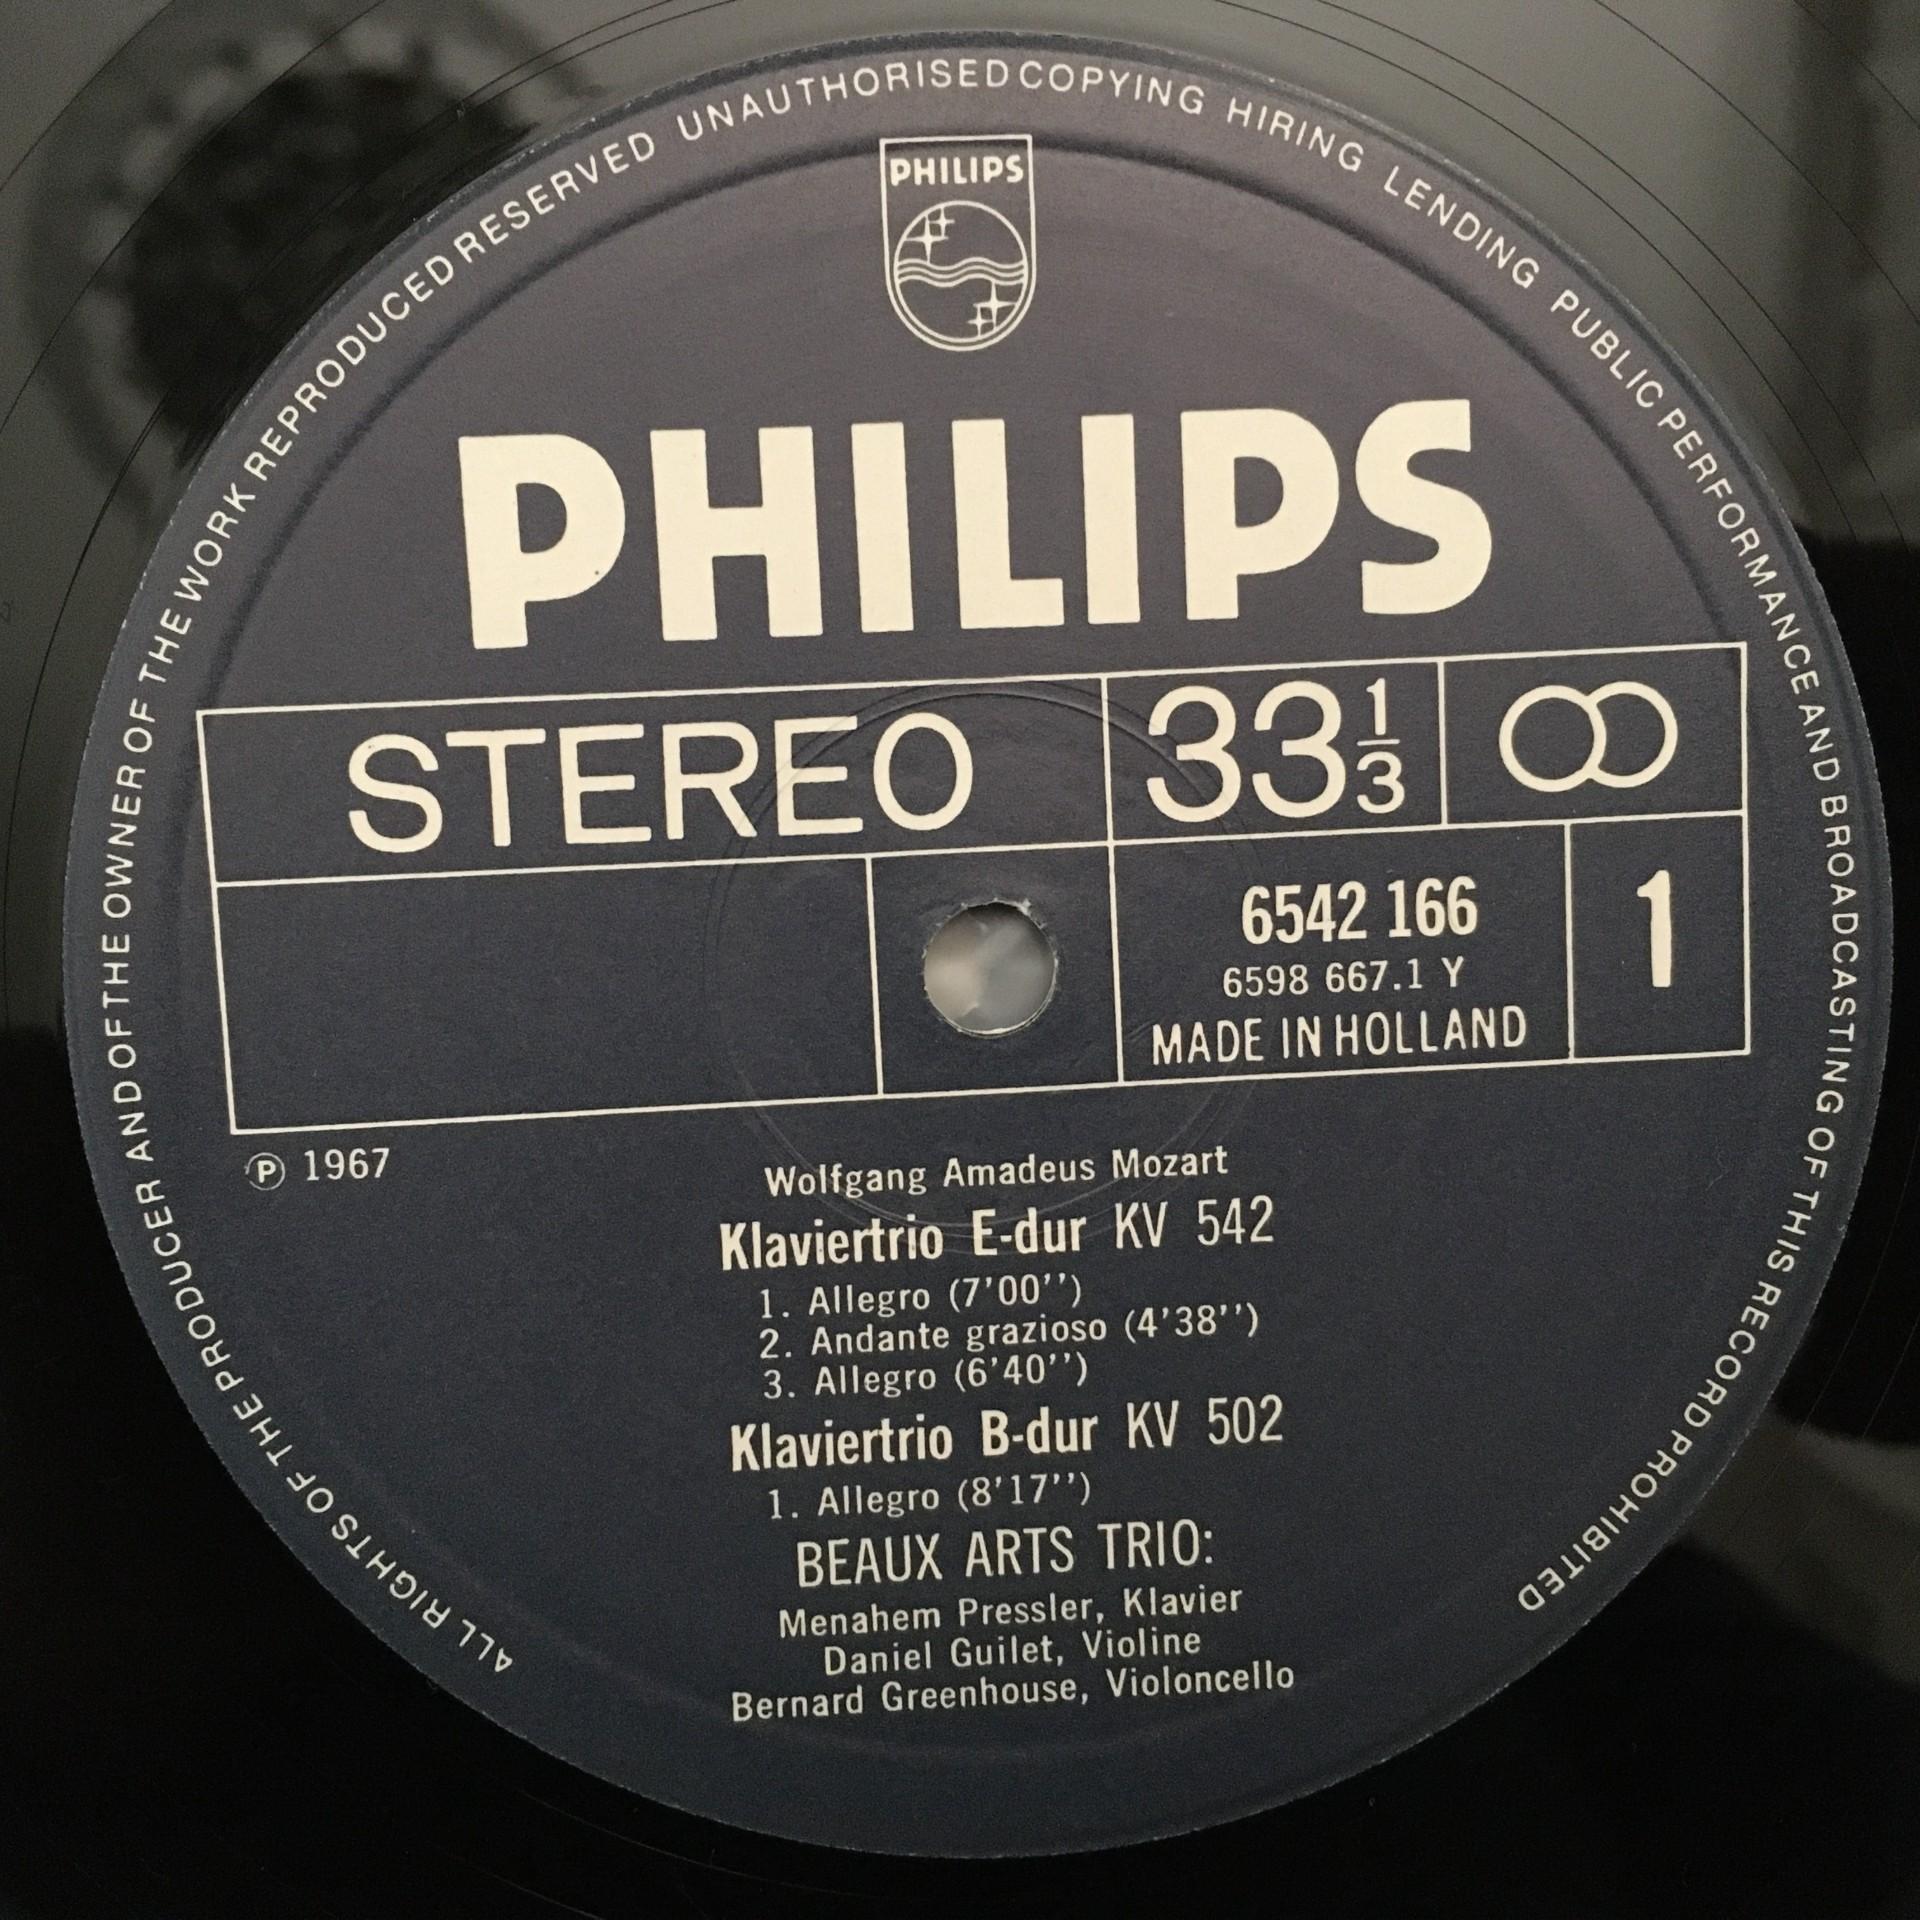 ALL RIGHTS OF THE PRODUCER AND OF THE OWNER OF THE WORK REPRODUCED RESERVED UNAUTHORISED COPYING HIRING LENDING PUBLIC PERFORMANCE AND BROADCASTING OF THIS RECORD PROHIBITED
PHILIPS
PHILIPS
STEREO
33 1/3
6542 166
6598 667.1 Y
MADE IN HOLLAND
1
℗ 1967
Wolfgang Amadeus Mozart
Klaviertrio E-dur KV 542
1. Allegro (7'00'')
2. Andante grazioso (4'38'')
3. Allegro (6'40'')
Klaviertrio B-dur KV 502
1. Allegro (8'17'')
BEAUX ARTS TRIO:
Menahem Pressler, Klavier
Daniel Guilet, Violine
Bernard Greenhouse, Violoncello